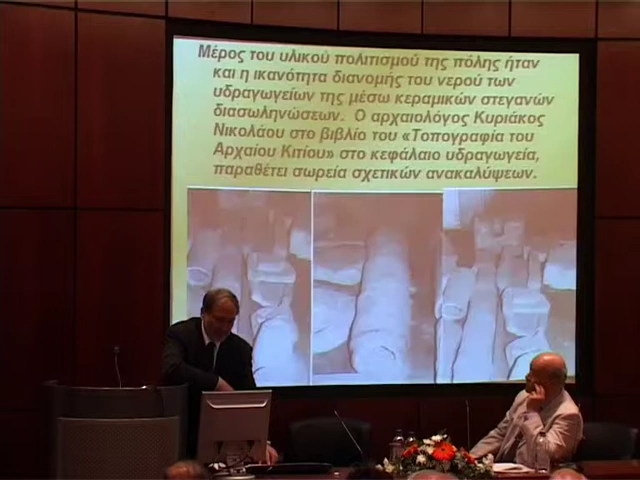 Μέρος του υλικού πολιτισμού της πόλης ήταν
και η ικανότητα διανομής του νερού των
υδραγωγείων της μέσω κεραμικών στεγανών
διασωληνώσεων. Ο αρχαιολόγος Κυριάκος
Νικολάου στο βιβλίο του «Τοπογραφία του
Αρχαίου Κιτίου» στο κεφάλαιο υδραγωγεία,
παραθέτει σωρεία σχετικών ανακαλύψεων.